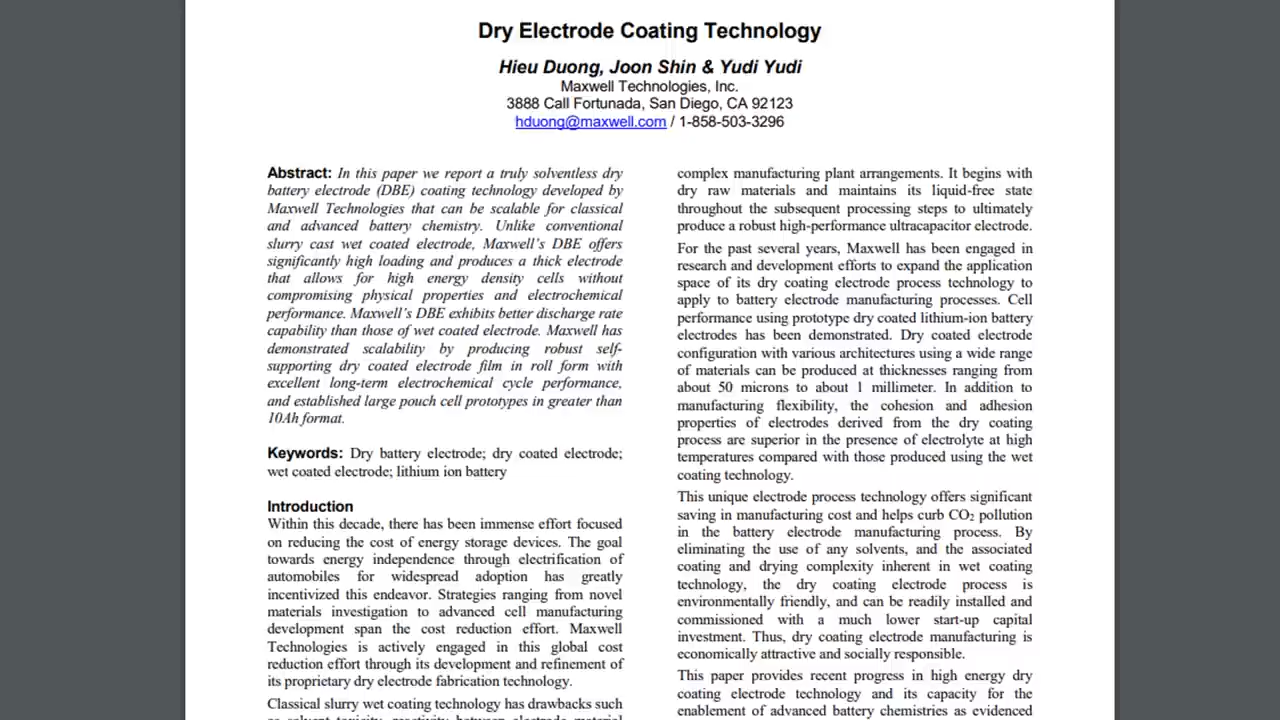 Dry Electrode Coating Technology
Hieu Duong, Joon Shin & Yudi Yudi
Maxwell Technologies, Inc.
3888 Call Fortunada, San Diego, CA 92123
hduong@maxwell.com / 1-858-503-3296
Abstract: In this paper we report a truly solventless dry
battery electrode (DBE) coating technology developed by
Maxwell Technologies that can be scalable for classical
and advanced battery chemistry. Unlike conventional
slurry cast wet coated electrode, Maxwell's DBE offers
significantly high loading and produces a thick electrode
that allows for high energy density cells without
compromising physical properties and electrochemical
performance. Maxwell's DBE exhibits better discharge rate
capability than those of wet coated electrode. Maxwell has
demonstrated scalability by producing robust self-
supporting dry coated electrode film in roll form with
excellent long-term electrochemical cycle performance,
and established large pouch cell prototypes in greater than
10Ah format.
Keywords: Dry battery electrode; dry coated electrode;
wet coated electrode; lithium ion battery
Introduction
Within this decade, there has been immense effort focused
on reducing the cost of energy storage devices. The goal
towards energy independence through electrification of
automobiles for widespread adoption has greatly
incentivized this endeavor. Strategies ranging from novel
materials investigation to advanced cell manufacturing
development span the cost reduction effort. Maxwell
Technologies is actively engaged in this global cost
reduction effort through its development and refinement of
its proprietary dry electrode fabrication technology.
Classical slurry wet coating technology has drawbacks such
as solvent toxicity, reactivity between electrode material
complex manufacturing plant arrangements. It begins with
dry raw materials and maintains its liquid-free state
throughout the subsequent processing steps to ultimately
produce a robust high-performance ultracapacitor electrode.
For the past several years, Maxwell has been engaged in
research and development efforts to expand the application
space of its dry coating electrode process technology to
apply to battery electrode manufacturing processes. Cell
performance using prototype dry coated lithium-ion battery
electrodes has been demonstrated. Dry coated electrode
configuration with various architectures using a wide range
of materials can be produced at thicknesses ranging from
about 50 microns to about 1 millimeter. In addition to
manufacturing flexibility, the cohesion and adhesion
properties of electrodes derived from the dry coating
process are superior in the presence of electrolyte at high
temperatures compared with those produced using the wet
coating technology.
This unique electrode process technology offers significant
saving in manufacturing cost and helps curb CO₂ pollution
in the battery electrode manufacturing process. By
eliminating the use of any solvents, and the associated
coating and drying complexity inherent in wet coating
technology, the dry coating electrode process is
environmentally friendly, and can be readily installed and
commissioned with a much lower start-up capital
investment. Thus, dry coating electrode manufacturing is
economically attractive and socially responsible.
This paper provides recent progress in high energy dry
coating electrode technology and its capacity for the
enablement of advanced battery chemistries as evidenced